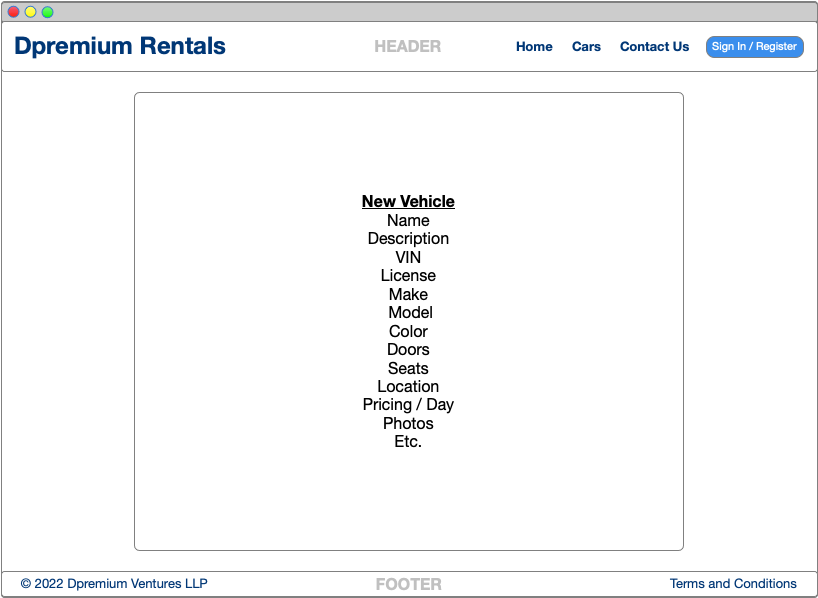 Dpremium Rentals HEADER Home Cars Contact Us Sign In / Register
New Vehicle
Name
Description
VIN
License
Make
Model
Color
Doors
Seats
Location
Pricing / Day
Photos
Etc.
© 2022 Dpremium Ventures LLP FOOTER Terms and Conditions